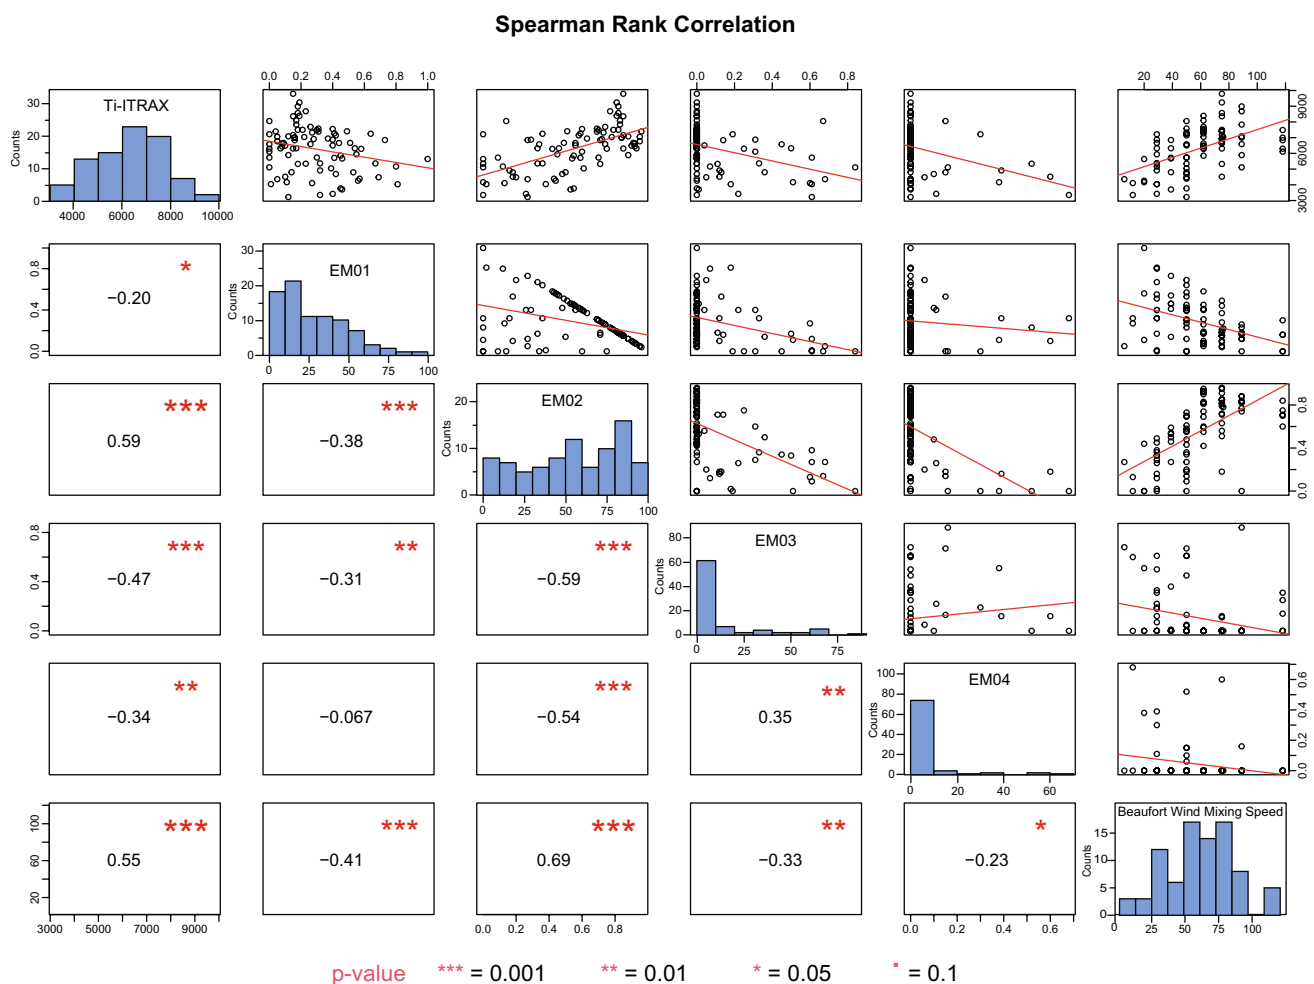 Spearman Rank Correlation
0.0 0.2 0.4 0.6 0.8 1.0
0.0 0.2 0.4 0.6 0.8
20 40 60 80 100
Ti-ITRAX
Counts
30
20
10
0
4000 6000 8000 10000
9000
6000
3000
*
−0.20
0.8
0.4
0.0
EM01
Counts
30
20
10
0
0 25 50 75 100
***
0.59
***
−0.38
EM02
Counts
20
10
0
0 25 50 75 100
0.8
0.4
0.0
0.8
0.4
0.0
***
−0.47
**
−0.31
***
−0.59
EM03
Counts
80
60
40
20
0
0 25 50 75
**
−0.34
−0.067
***
−0.54
**
0.35
EM04
Counts
100
80
60
40
20
0
0 20 40 60
0.6
0.4
0.2
0.0
100
60
20
***
0.55
***
−0.41
***
0.69
**
−0.33
*
−0.23
Beaufort Wind Mixing Speed
Counts
15
10
5
0
0 25 50 75 100
3000 5000 7000 9000
0.0 0.2 0.4 0.6 0.8
0.0 0.2 0.4 0.6
p-value *** = 0.001 ** = 0.01 * = 0.05 ▪ = 0.1